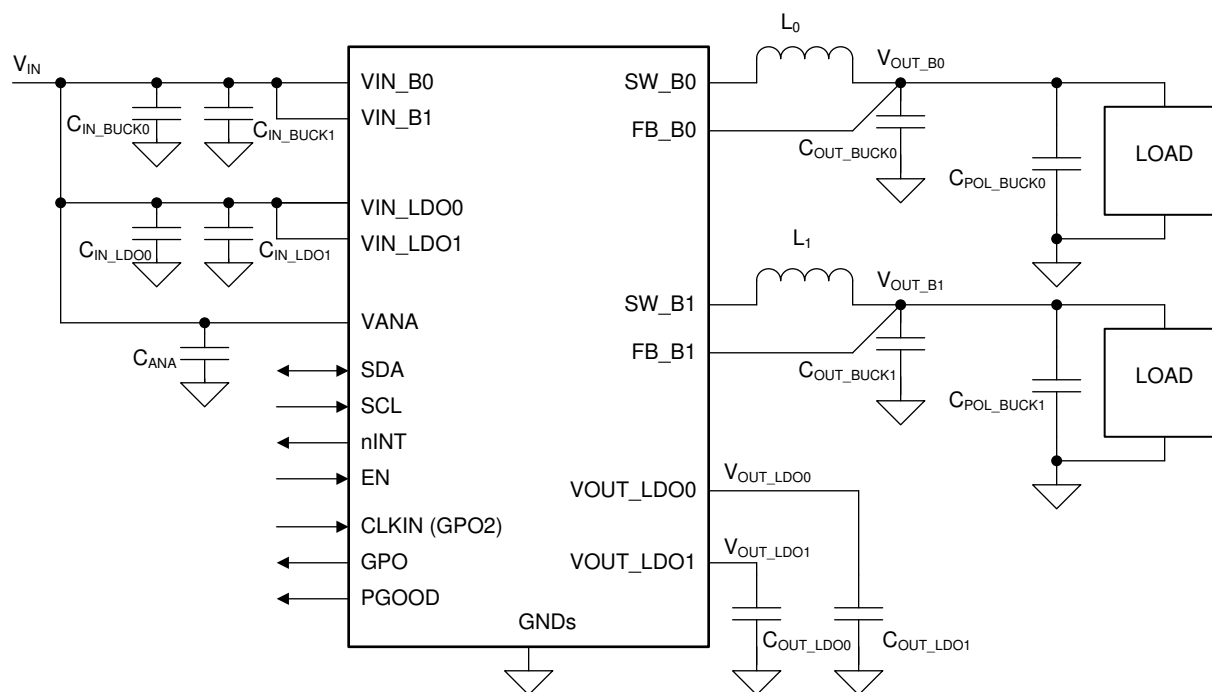 L0
VIN
VOUT_B0
VIN_B0
SW_B0
CIN_BUCK0
CIN_BUCK1
VIN_B1
FB_B0
COUT_BUCK0
LOAD
CPOL_BUCK0
VIN_LDO0
CIN_LDO0
CIN_LDO1
VIN_LDO1
L1
VOUT_B1
SW_B1
VANA
CANA
FB_B1
COUT_BUCK1
LOAD
CPOL_BUCK1
SDA
SCL
nINT
EN
VOUT_LDO0
VOUT_LDO0
CLKIN (GPO2)
GPO
VOUT_LDO1
VOUT_LDO1
PGOOD
GNDs
COUT_LDO0
COUT_LDO1